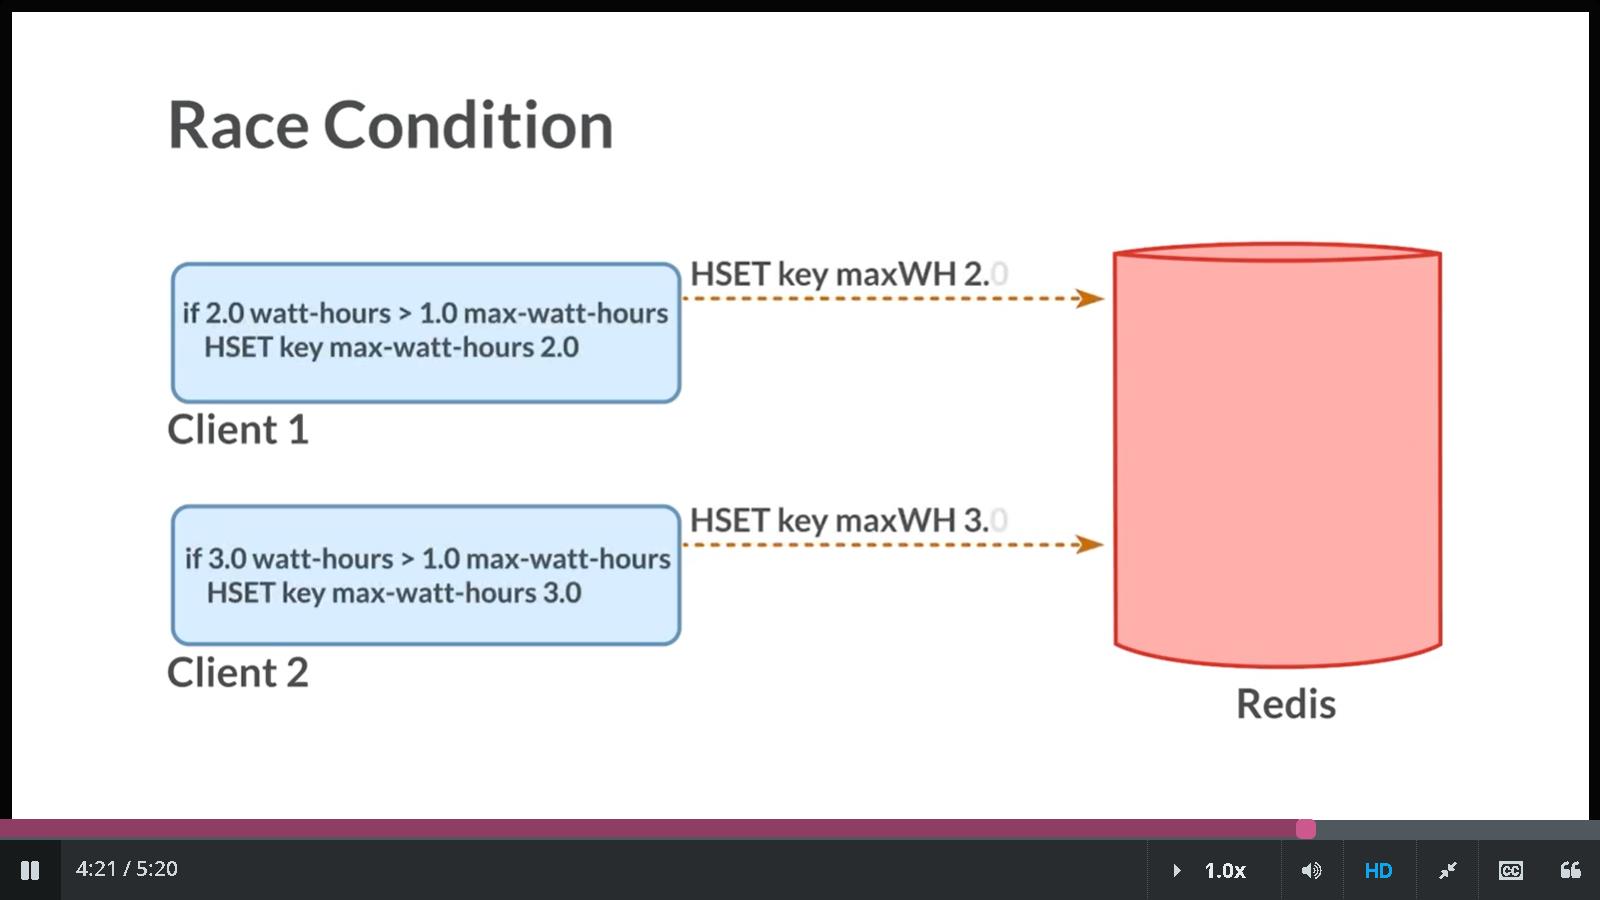 Race Condition
HSET key maxWH 2.0
if 2.0 watt-hours > 1.0 max-watt-hours
HSET key max-watt-hours 2.0
Client 1
HSET key maxWH 3.0
if 3.0 watt-hours > 1.0 max-watt-hours
HSET key max-watt-hours 3.0
Client 2
Redis
4:21 / 5:20
1.0x
HD
CC